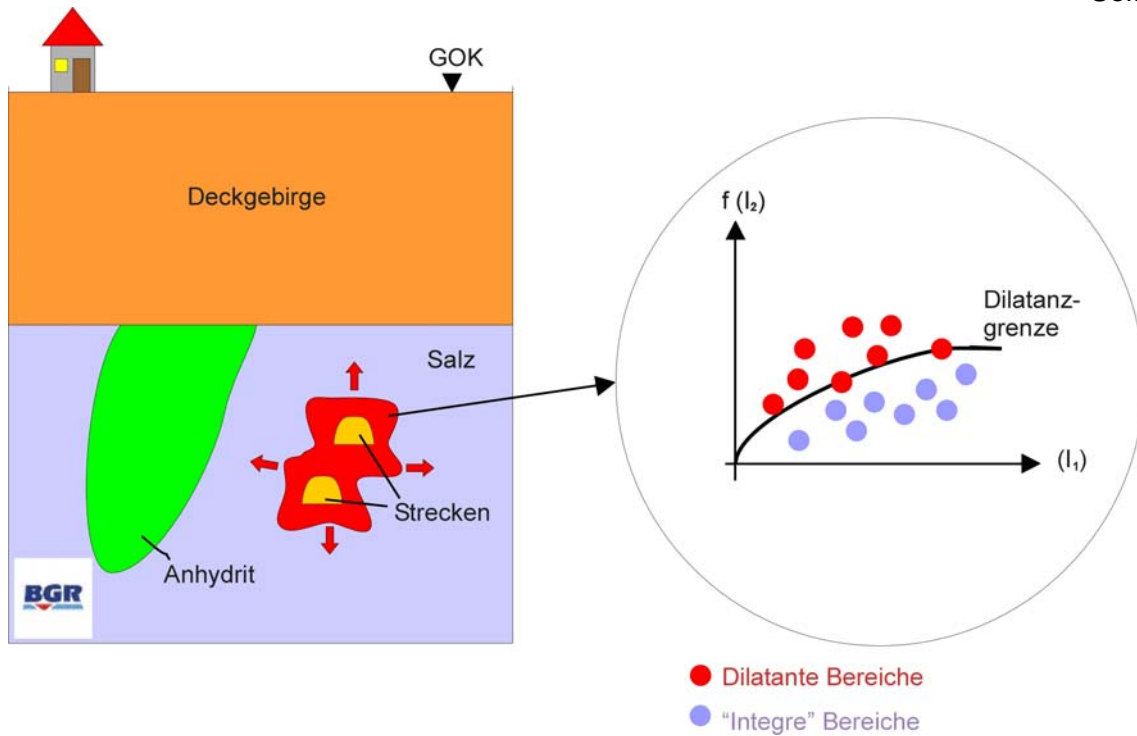 GOK
Deckgebirge
Salz
Strecken
Anhydrit
BGR
f (I₂)
Dilatanz-
grenze
(I₁)
Dilatante Bereiche
“Integre” Bereiche